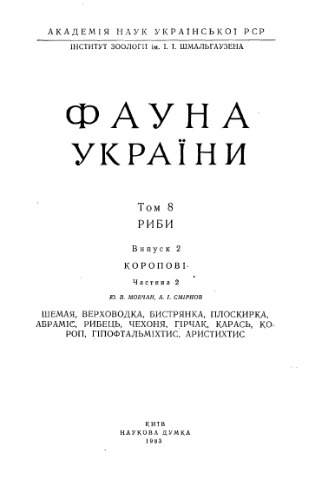 АКАДЕМІЯ НАУК УКРАЇНСЬКОЇ РСР
ІНСТИТУТ ЗООЛОГІЇ ім. І. І. ШМАЛЬГАУЗЕНА
ФАУНА
УКРАЇНИ
Том 8
РИБИ
Випуск 2
КОРОПОВІ
Частина 2
Ю. В. МОВЧАН, А. І. СМІРНОВ
ШЕМАЯ, ВЕРХОВОДКА, БИСТРЯНКА, ПЛОСКИРКА,
АБРАМІС, РИБЕЦЬ, ЧЕХОНЯ, ГІРЧАК, КАРАСЬ, КО-
РОП, ГІПОФТАЛЬМІХТИС, АРИСТИХТИС
КИЇВ
НАУКОВА ДУМКА
1983